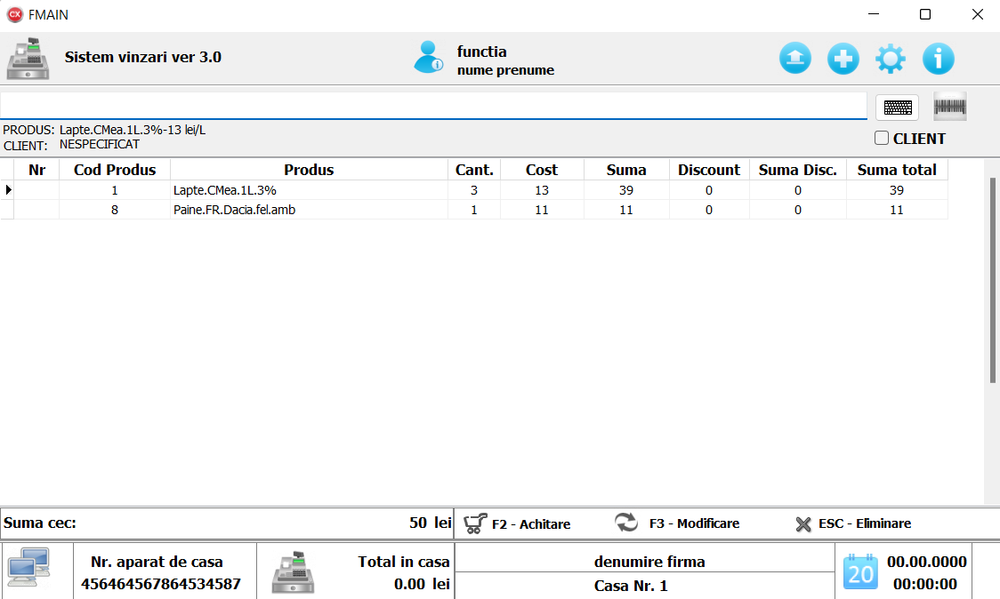 CX FMAIN
Sistem vinzari ver 3.0
functia
nume prenume
PRODUS: Lapte.CMea.1L.3%-13 lei/L
CLIENT: NESPECIFICAT
CLIENT
Nr Cod Produs Produs Cant. Cost Suma Discount Suma Disc. Suma total
1 Lapte.CMea.1L.3% 3 13 39 0 0 39
8 Paine.FR.Dacia.fel.amb 1 11 11 0 0 11
Suma cec: 50 lei F2 - Achitare F3 - Modificare ESC - Eliminare
Nr. aparat de casa
456464567864534587
Total in casa
0.00 lei
denumire firma
Casa Nr. 1
20
00.00.0000
00:00:00